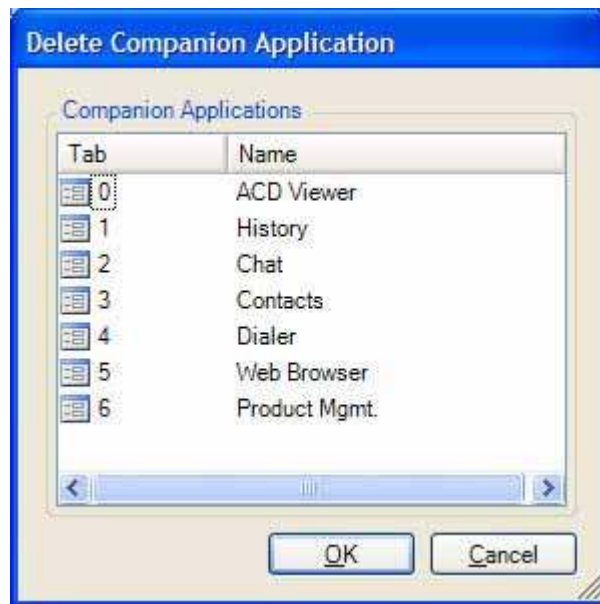 Delete Companion Application
Companion Applications
Tab Name
0 ACD Viewer
1 History
2 Chat
3 Contacts
4 Dialer
5 Web Browser
6 Product Mgmt.
OK Cancel